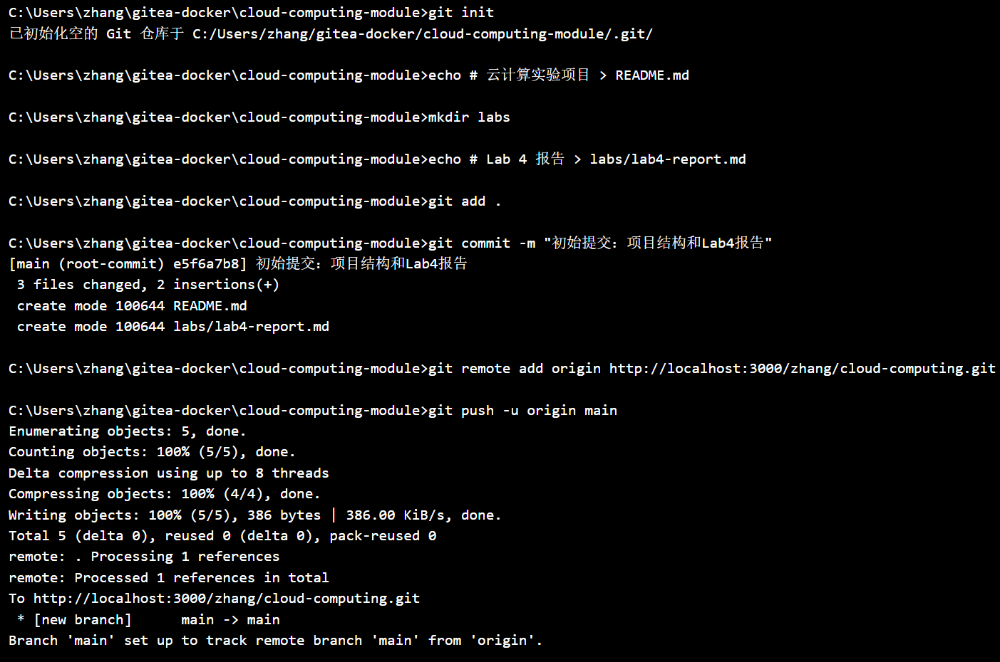 C:\Users\zhang\gitea-docker\cloud-computing-module>git init
已初始化空的 Git 仓库于 C:/Users/zhang/gitea-docker/cloud-computing-module/.git/
C:\Users\zhang\gitea-docker\cloud-computing-module>echo # 云计算实验项目 > README.md
C:\Users\zhang\gitea-docker\cloud-computing-module>mkdir labs
C:\Users\zhang\gitea-docker\cloud-computing-module>echo # Lab 4 报告 > labs/lab4-report.md
C:\Users\zhang\gitea-docker\cloud-computing-module>git add .
C:\Users\zhang\gitea-docker\cloud-computing-module>git commit -m "初始提交：项目结构和Lab4报告"
[main (root-commit) e5f6a7b8] 初始提交：项目结构和Lab4报告
 3 files changed, 2 insertions(+)
 create mode 100644 README.md
 create mode 100644 labs/lab4-report.md
C:\Users\zhang\gitea-docker\cloud-computing-module>git remote add origin http://localhost:3000/zhang/cloud-computing.git
C:\Users\zhang\gitea-docker\cloud-computing-module>git push -u origin main
Enumerating objects: 5, done.
Counting objects: 100% (5/5), done.
Delta compression using up to 8 threads
Compressing objects: 100% (4/4), done.
Writing objects: 100% (5/5), 386 bytes | 386.00 KiB/s, done.
Total 5 (delta 0), reused 0 (delta 0), pack-reused 0
remote: . Processing 1 references
remote: Processed 1 references in total
To http://localhost:3000/zhang/cloud-computing.git
 * [new branch]      main -> main
Branch 'main' set up to track remote branch 'main' from 'origin'.